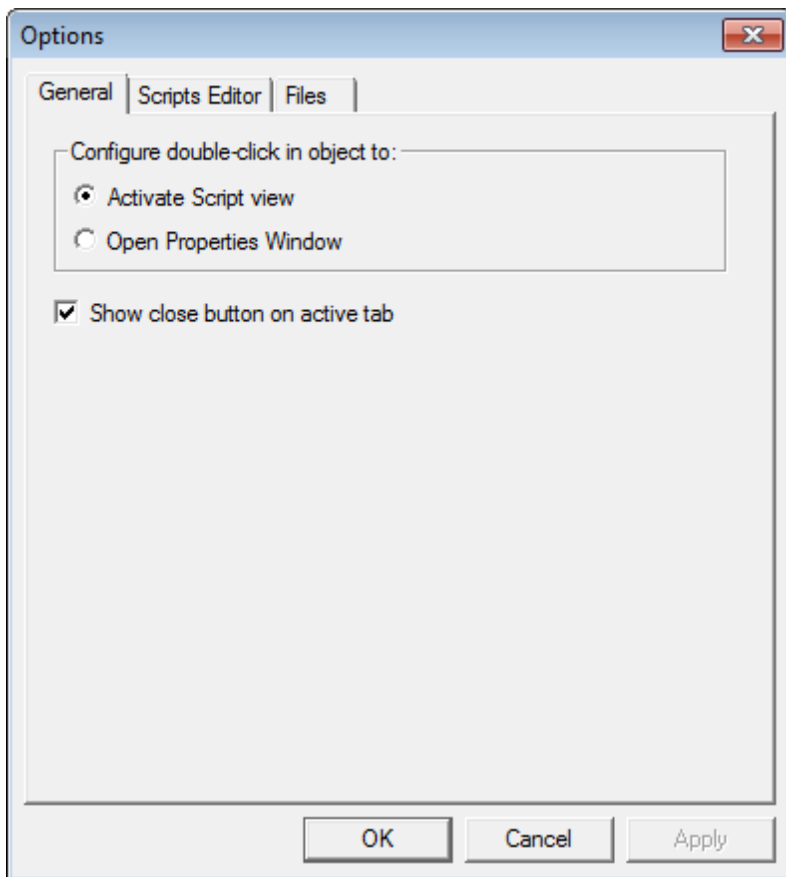 Options
General Scripts Editor Files
Configure double-click in object to:
Activate Script view
Open Properties Window
Show close button on active tab
OK Cancel Apply